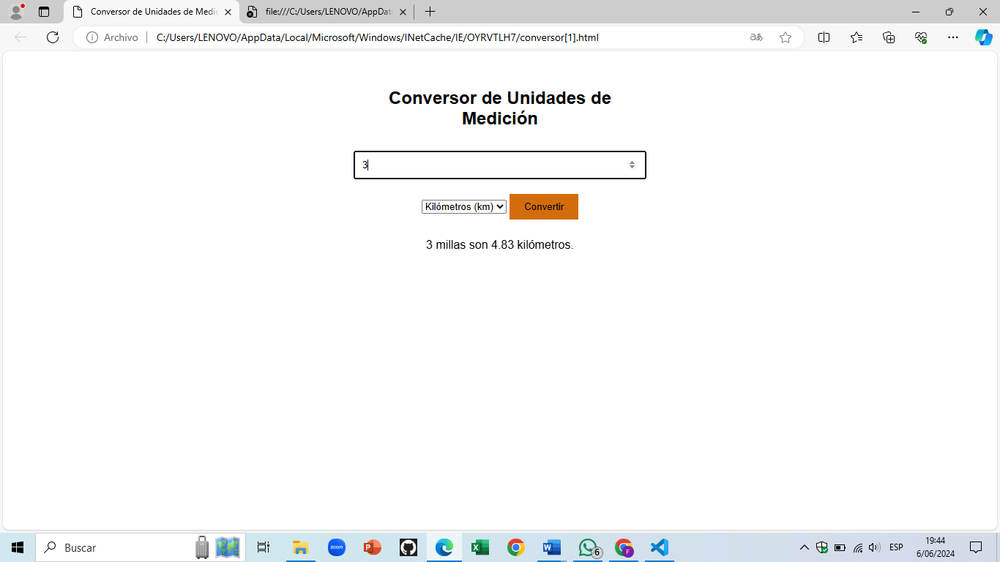 Conversor de Unidades de Medic
file:///C:/Users/LENOVO/AppData
Archivo
C:/Users/LENOVO/AppData/Local/Microsoft/Windows/INetCache/IE/OYRVTLH7/conversor[1].html
Conversor de Unidades de
Medición
3
Kilómetros (km)
Convertir
3 millas son 4.83 kilómetros.
Buscar
zoom
6
F
ESP
19:44
6/06/2024